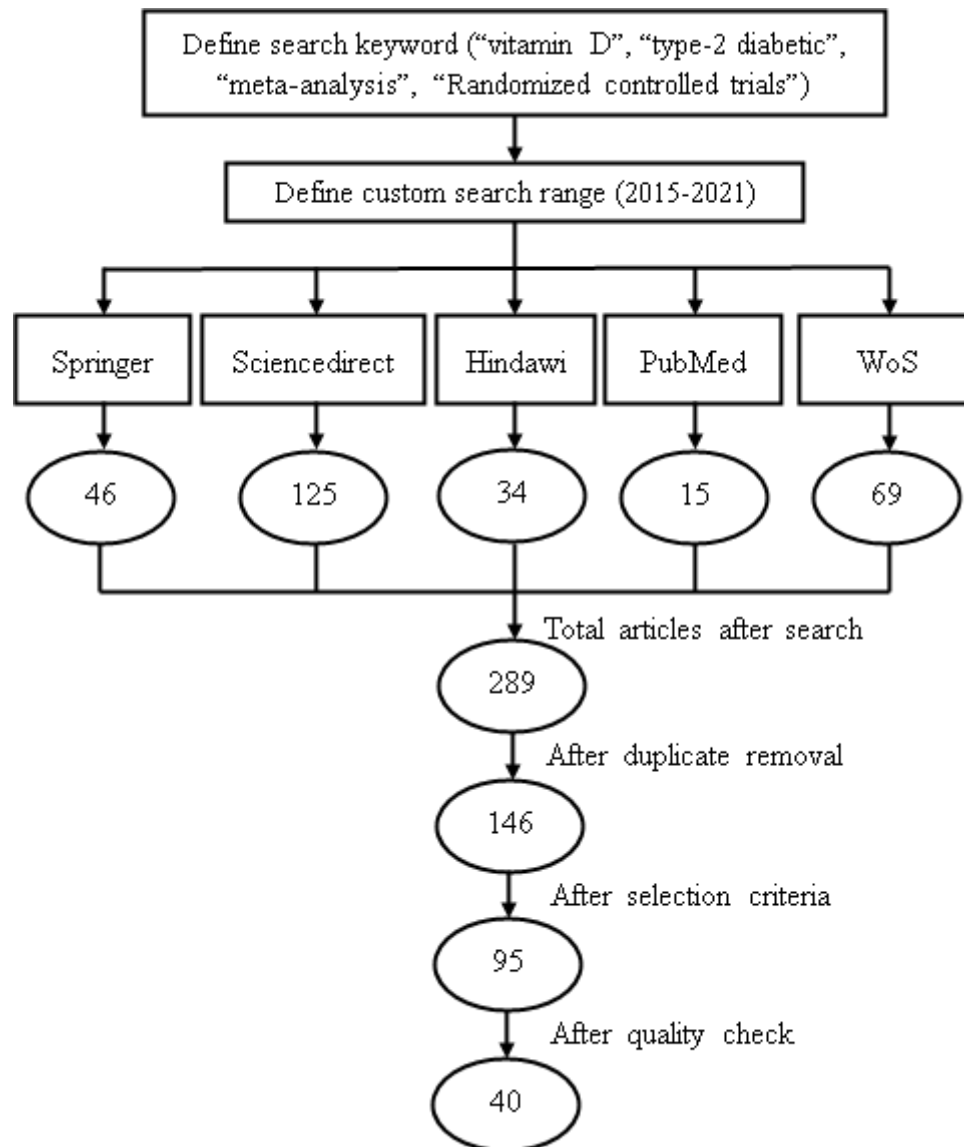 Define search keyword (“vitamin D”, “type-2 diabetic”,
“meta-analysis”, “Randomized controlled trials”)
Define custom search range (2015-2021)
Springer
Sciencedirect
Hindawi
PubMed
WoS
46
125
34
15
69
Total articles after search
289
After duplicate removal
146
After selection criteria
95
After quality check
40